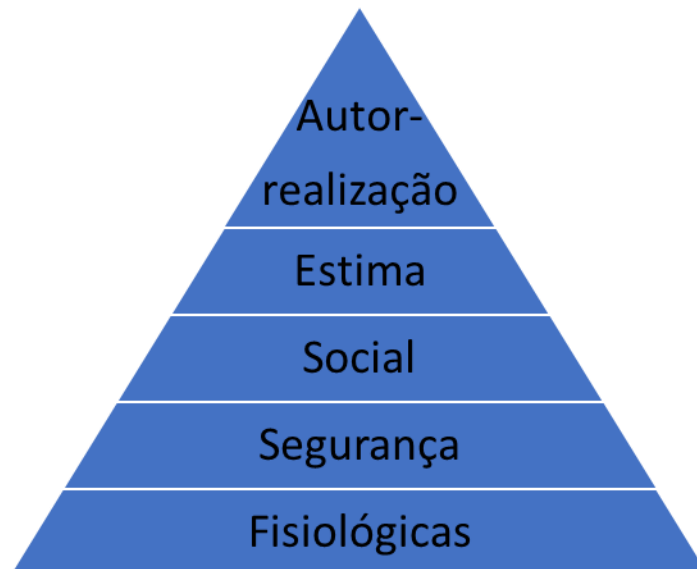 Autor-
realização
Estima
Social
Segurança
Fisiológicas